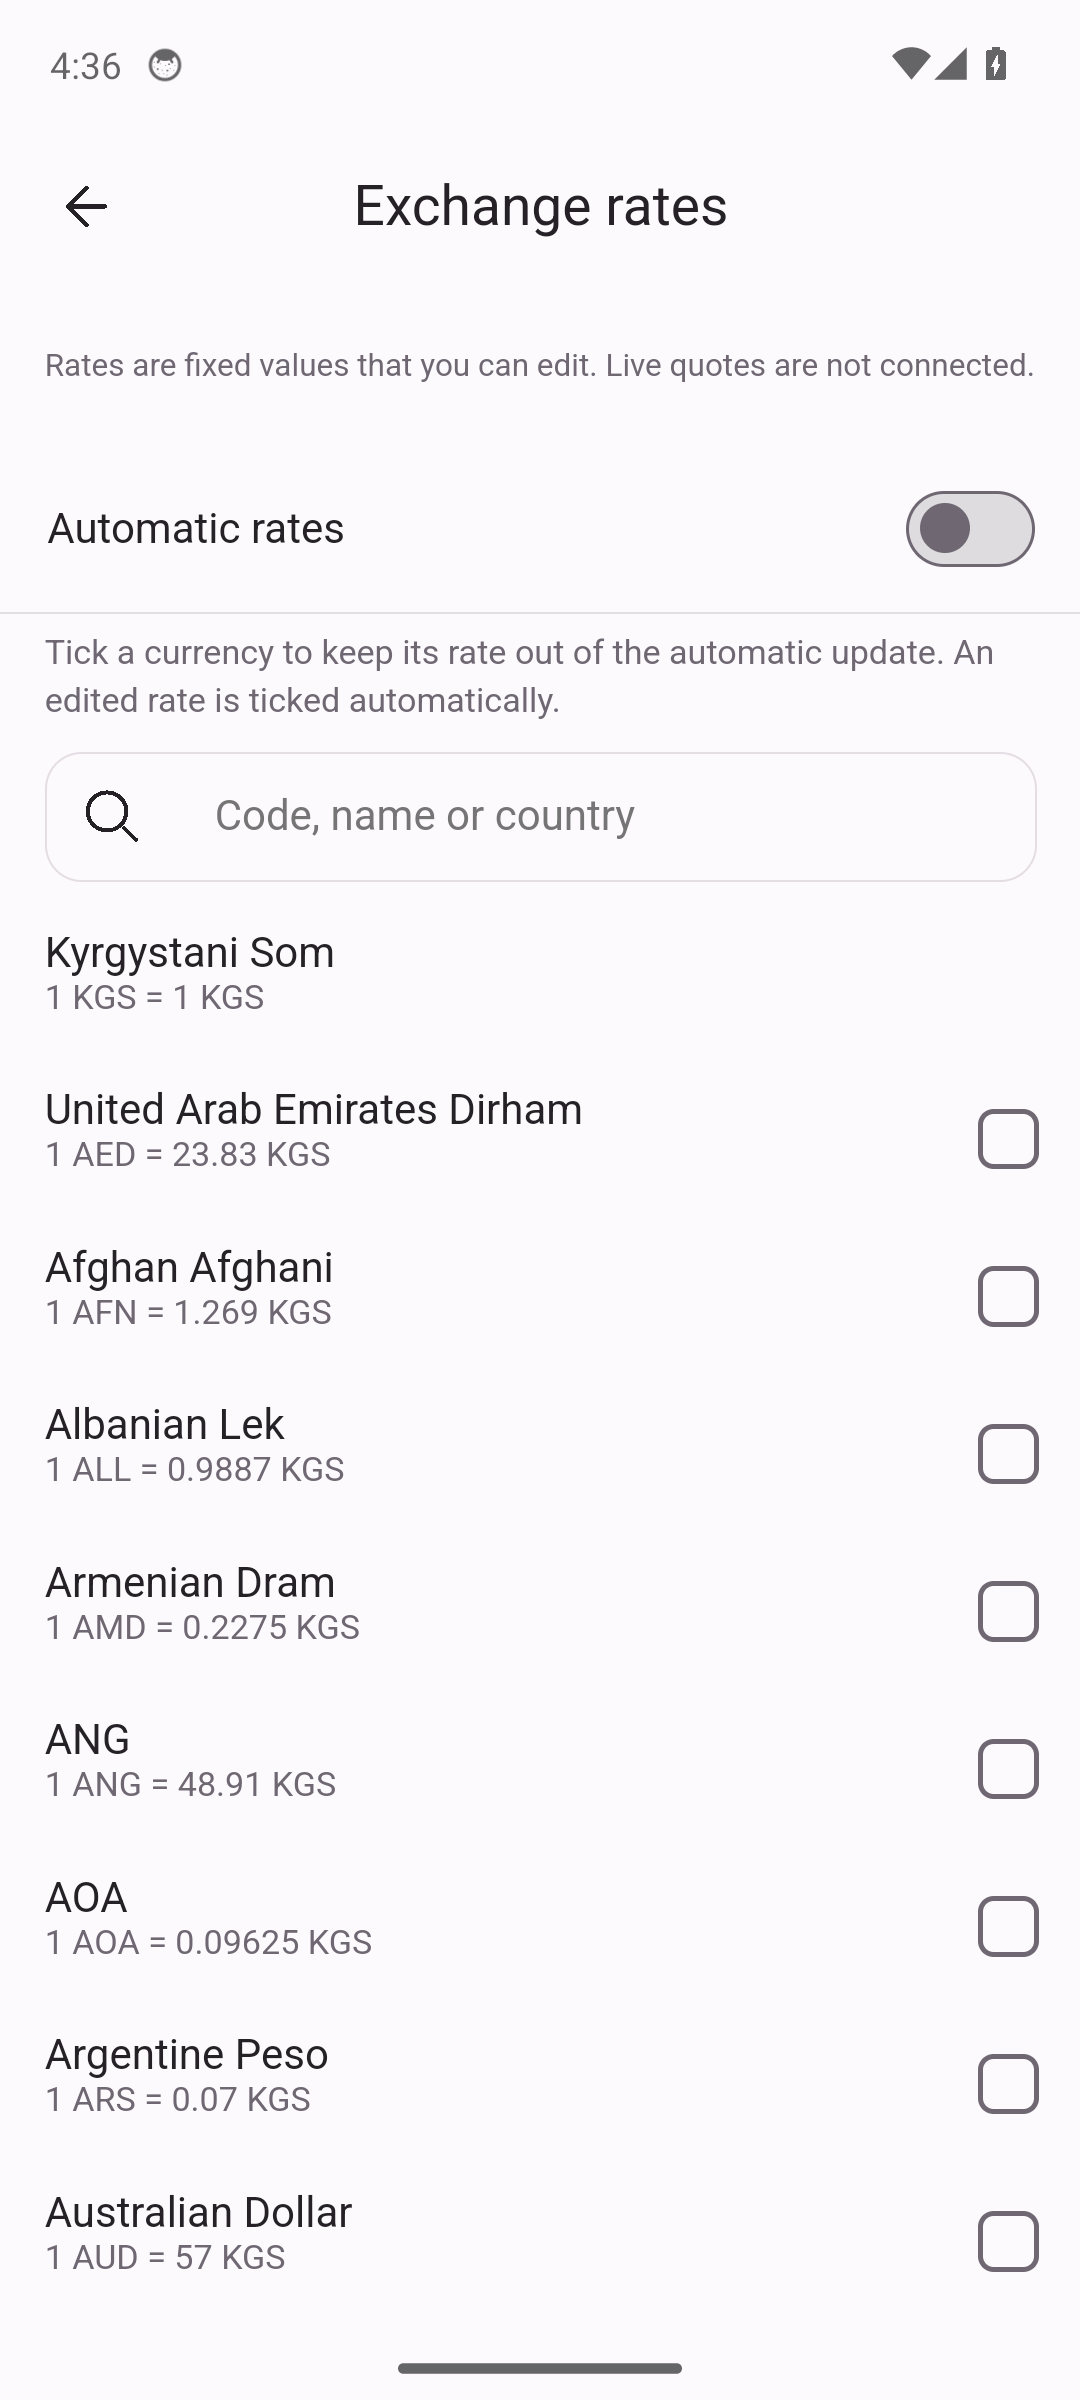 4:36
Exchange rates
Rates are fixed values that you can edit. Live quotes are not connected.
Automatic rates
Tick a currency to keep its rate out of the automatic update. An
edited rate is ticked automatically.
Code, name or country
Kyrgystani Som
1 KGS = 1 KGS
United Arab Emirates Dirham
1 AED = 23.83 KGS
Afghan Afghani
1 AFN = 1.269 KGS
Albanian Lek
1 ALL = 0.9887 KGS
Armenian Dram
1 AMD = 0.2275 KGS
ANG
1 ANG = 48.91 KGS
AOA
1 AOA = 0.09625 KGS
Argentine Peso
1 ARS = 0.07 KGS
Australian Dollar
1 AUD = 57 KGS